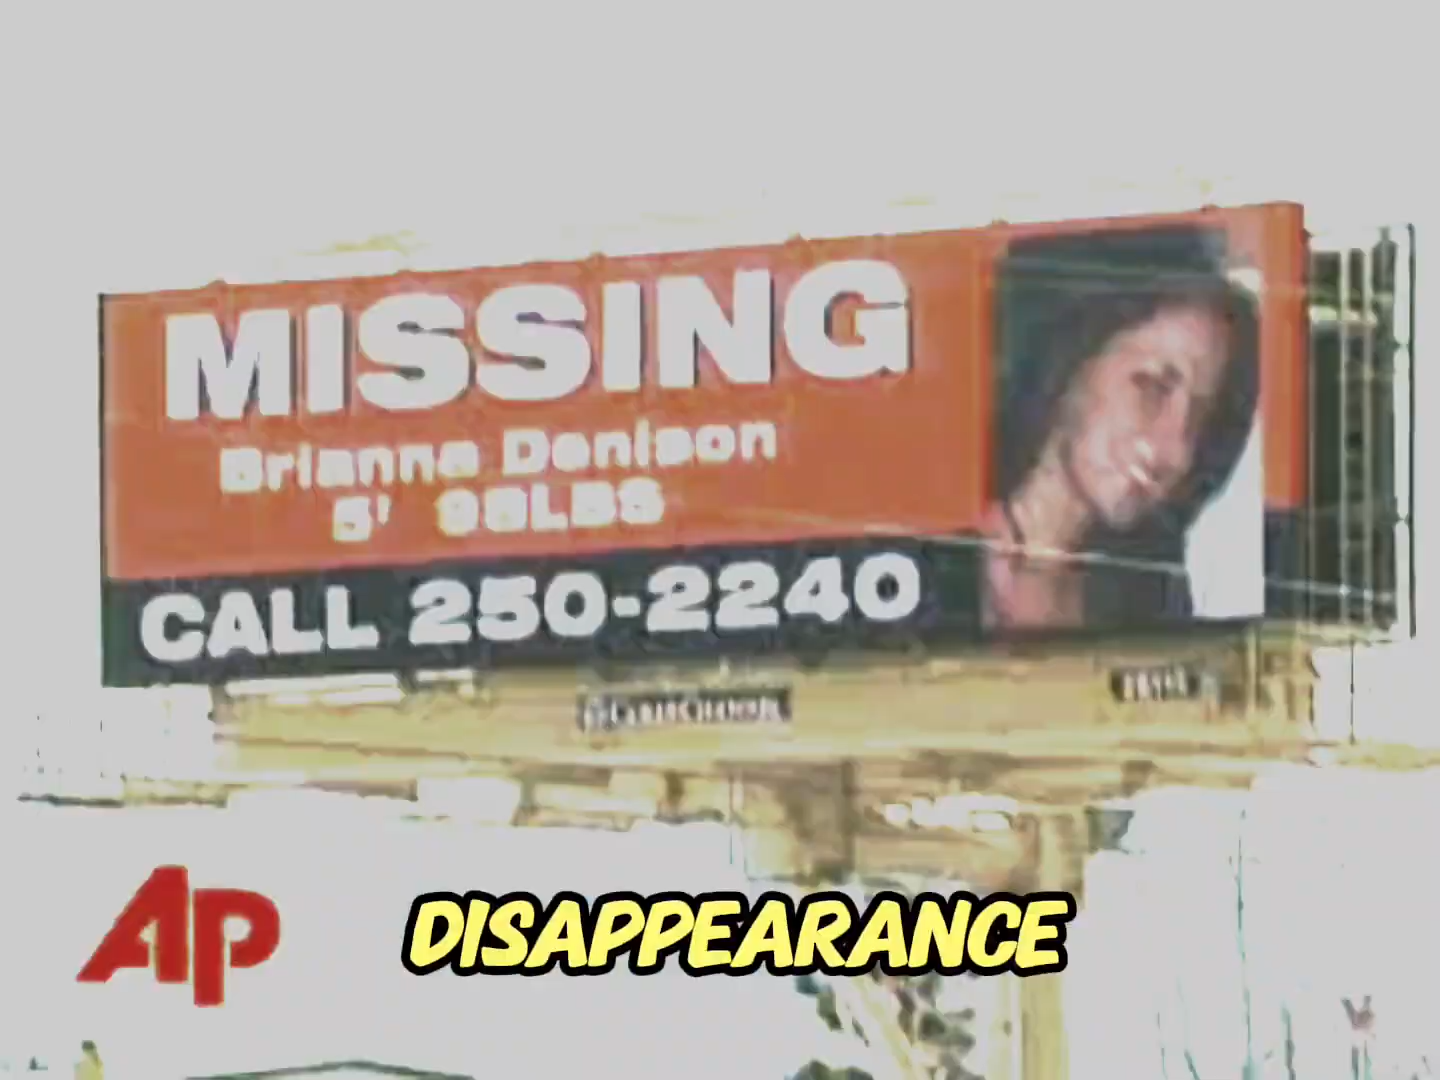 MISSING
Brianna Denison
5' 98LBS
CALL 250-2240
AP
DISAPPEARANCE